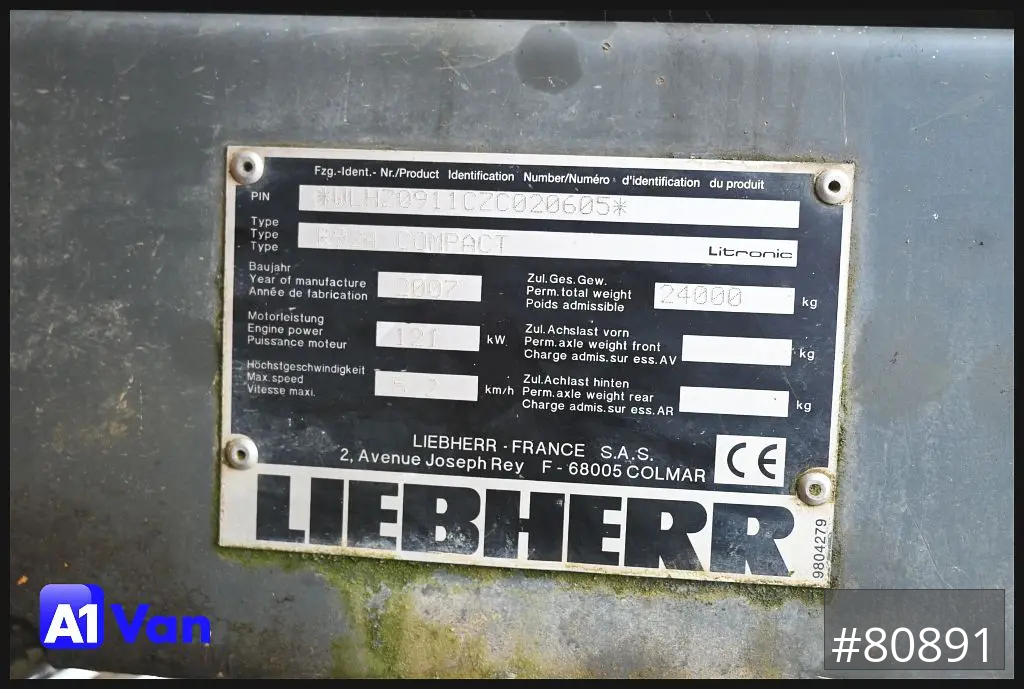 Fzg.-Ident.- Nr./Product Identification Number/Numéro d'identification du produit
PIN *WLHZ0911CZC020605*
Type
Type COMPACT Litronic
Type
Baujahr
Year of manufacture 2007
Année de fabrication
Zul.Ges.Gew.
Perm.total weight 24000 kg
Poids admissible
Motorleistung
Engine power 121 kW
Puissance moteur
Zul.Achslast vorn
Perm.axle weight front kg
Charge admis.sur ess.AV
Höchstgeschwindigkeit
Max.speed km/h
Vitesse maxi.
Zul.Achlast hinten
Perm.axle weight rear kg
Charge admis.sur ess.AR
LIEBHERR - FRANCE S.A.S.
2, Avenue Joseph Rey F - 68005 COLMAR
CE
LIEBHERR
9804279
A1 Van
#80891